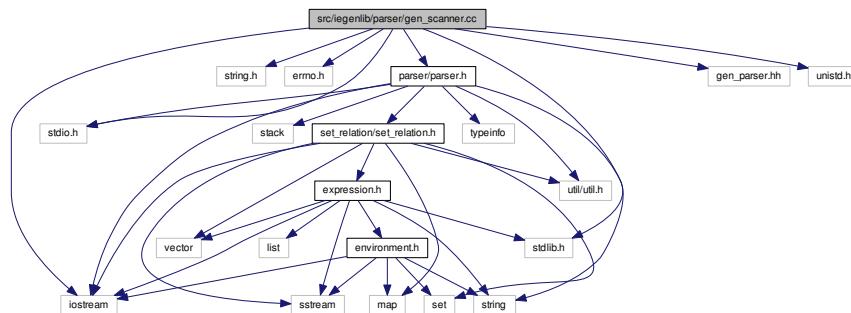 src/iegenlib/parser/gen_scanner.cc
string.h
errno.h
parser/parser.h
gen_parser.hh
unistd.h
stdio.h
stack
set_relation/set_relation.h
typeinfo
util/util.h
expression.h
vector
list
environment.h
stdlib.h
iostream
sstream
map
set
string